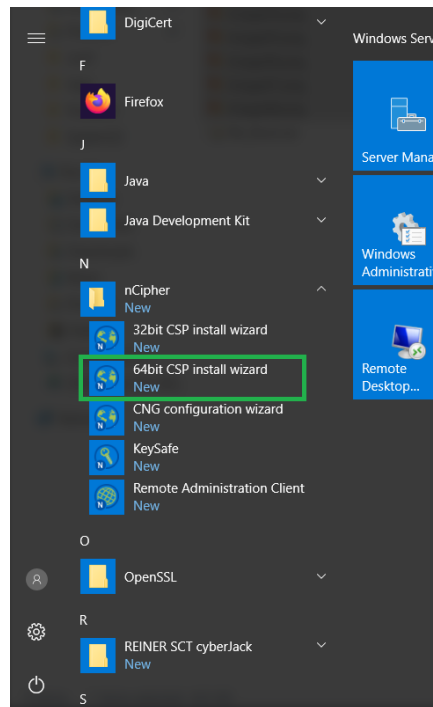 DigiCert
Windows Serv
F
Firefox
J
Java
Server Mana
Java Development Kit
N
nCipher
New
Windows
Administrati
32bit CSP install wizard
New
64bit CSP install wizard
New
Remote
Desktop...
CNG configuration wizard
New
KeySafe
New
Remote Administration Client
New
O
OpenSSL
R
REINER SCT cyberJack
New
S